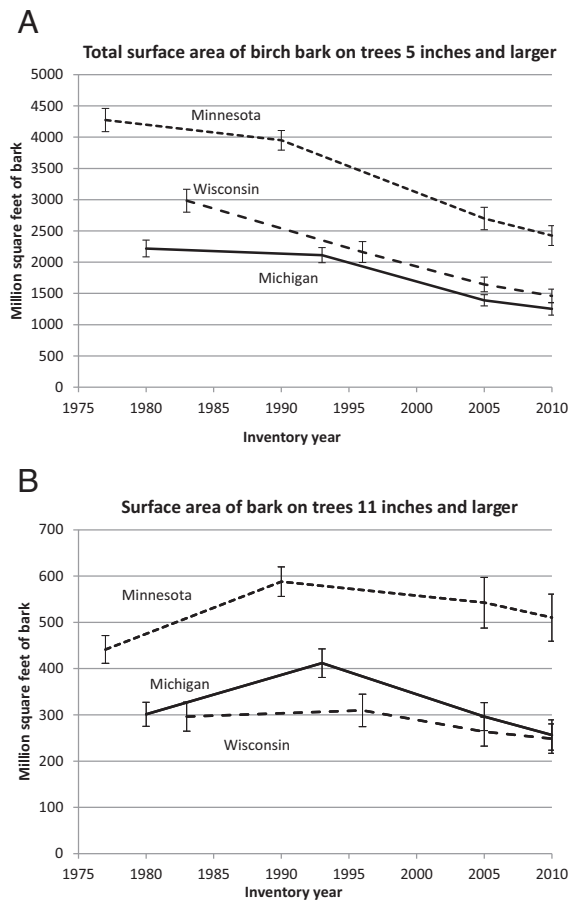 A
Total surface area of birch bark on trees 5 inches and larger
Million square feet of bark
5000
4500
4000
3500
3000
2500
2000
1500
1000
500
0
Minnesota
Wisconsin
Michigan
1975 1980 1985 1990 1995 2000 2005 2010
Inventory year
B
Surface area of bark on trees 11 inches and larger
Million square feet of bark
700
600
500
400
300
200
100
0
Minnesota
Michigan
Wisconsin
1975 1980 1985 1990 1995 2000 2005 2010
Inventory year